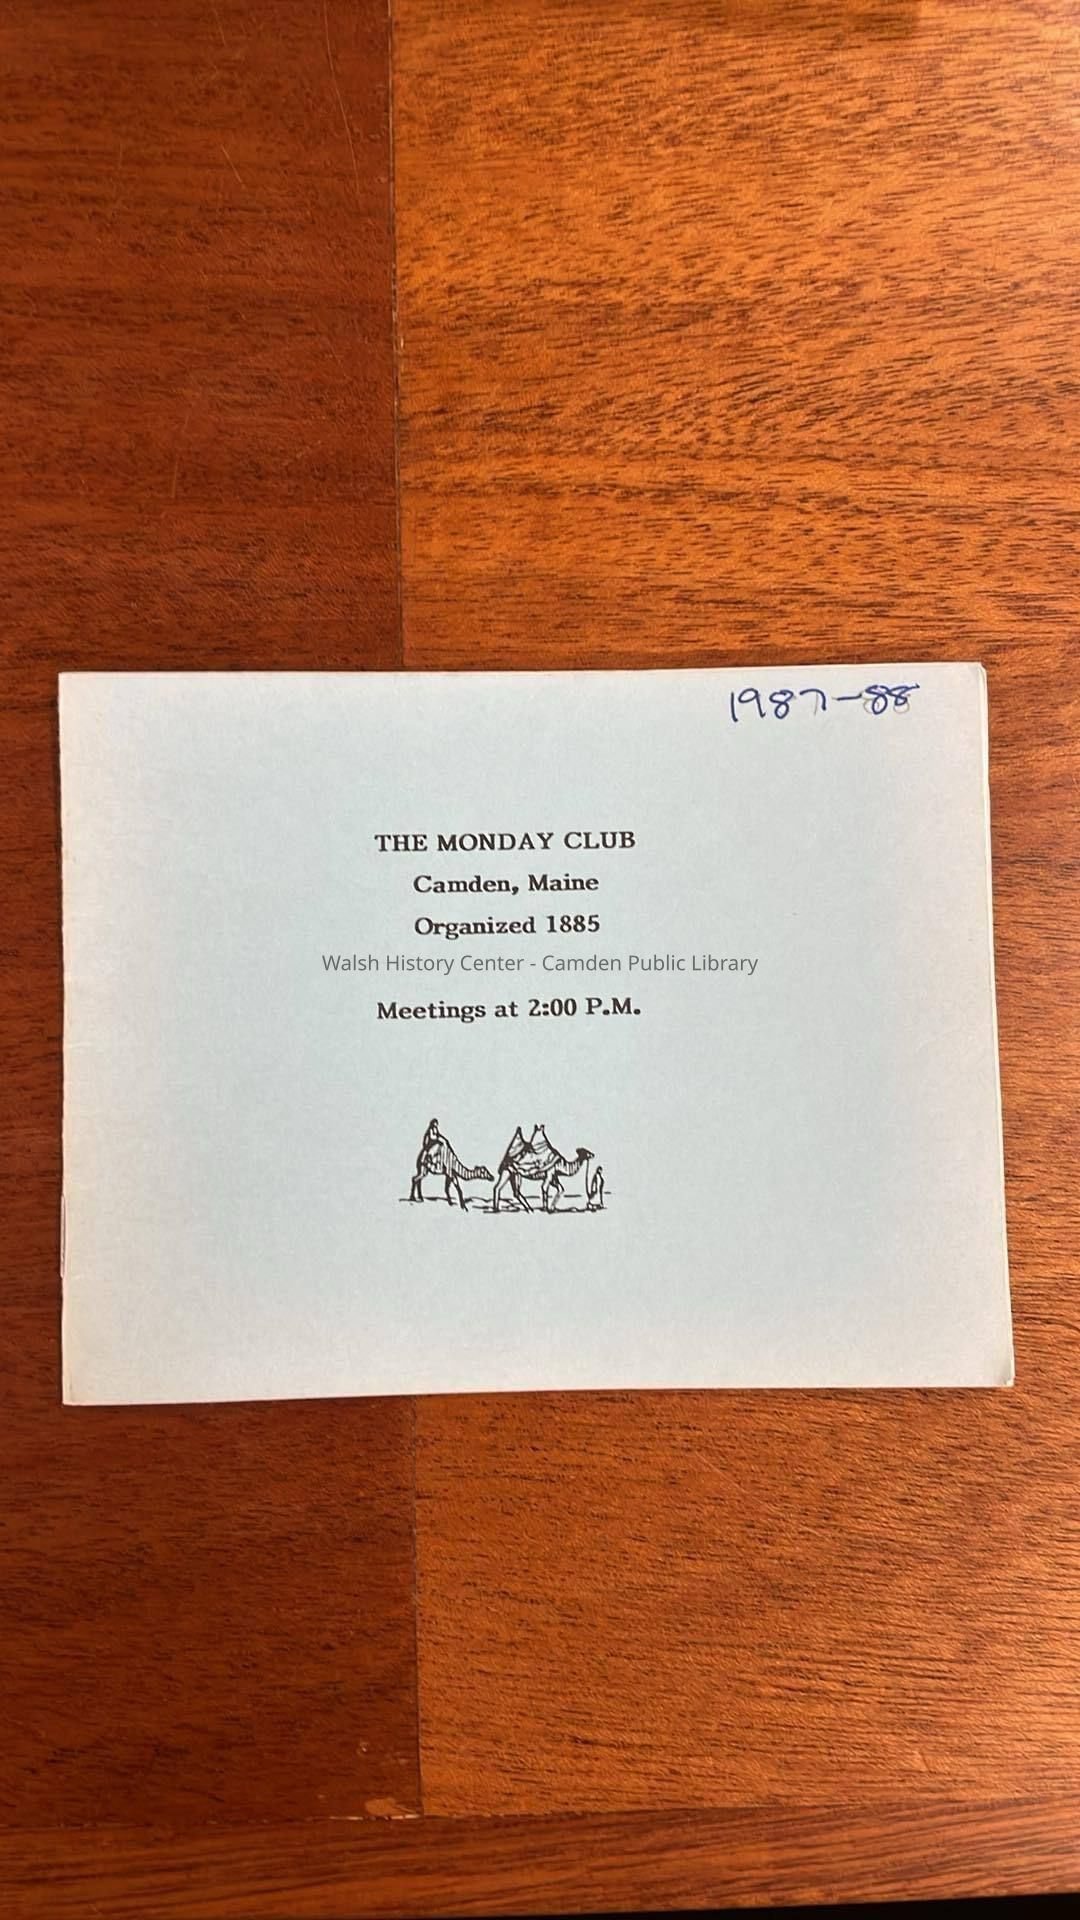 1987-88
THE MONDAY CLUB
Camden, Maine
Organized 1885
Walsh History Center - Camden Public Library
Meetings at 2:00 P.M.